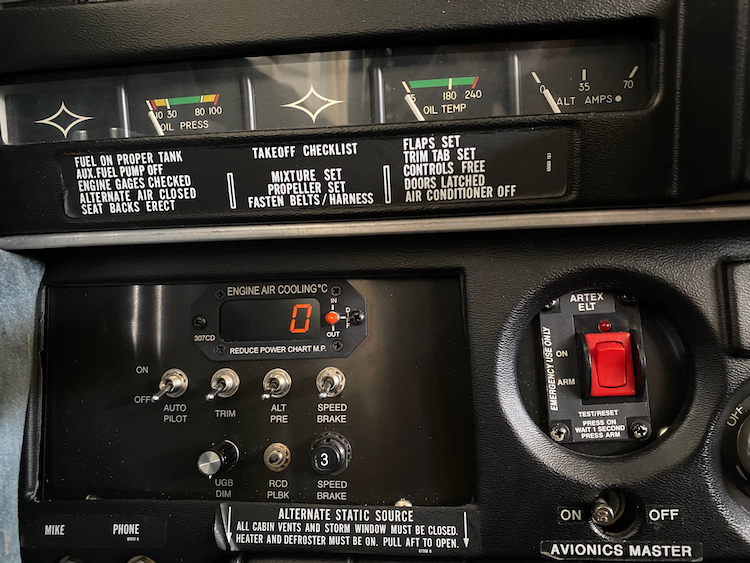 10 30 80 100
OIL PRESS
180 240
OIL TEMP
0 35 70
ALT AMPS
FUEL ON PROPER TANK
AUX.FUEL PUMP OFF
ENGINE GAGES CHECKED
ALTERNATE AIR CLOSED
SEAT BACKS ERECT
TAKEOFF CHECKLIST
MIXTURE SET
PROPELLER SET
FASTEN BELTS/HARNESS
FLAPS SET
TRIM TAB SET
CONTROLS FREE
DOORS LATCHED
AIR CONDITIONER OFF
ENGINE AIR COOLING°C
0
IN
OUT
307CD
REDUCE POWER CHART M.P.
ON
OFF
AUTO
PILOT
TRIM
ALT
PRE
SPEED
BRAKE
UGB
DIM
RCD
PLBK
3
SPEED
BRAKE
ARTEX
ELT
EMERGENCY USE ONLY
ON
ARM
TEST/RESET
PRESS ON
WAIT 1 SECOND
PRESS ARM
OFF
MIKE PHONE
ALTERNATE STATIC SOURCE
ALL CABIN VENTS AND STORM WINDOW MUST BE CLOSED.
HEATER AND DEFROSTER MUST BE ON. PULL AFT TO OPEN.
ON OFF
AVIONICS MASTER